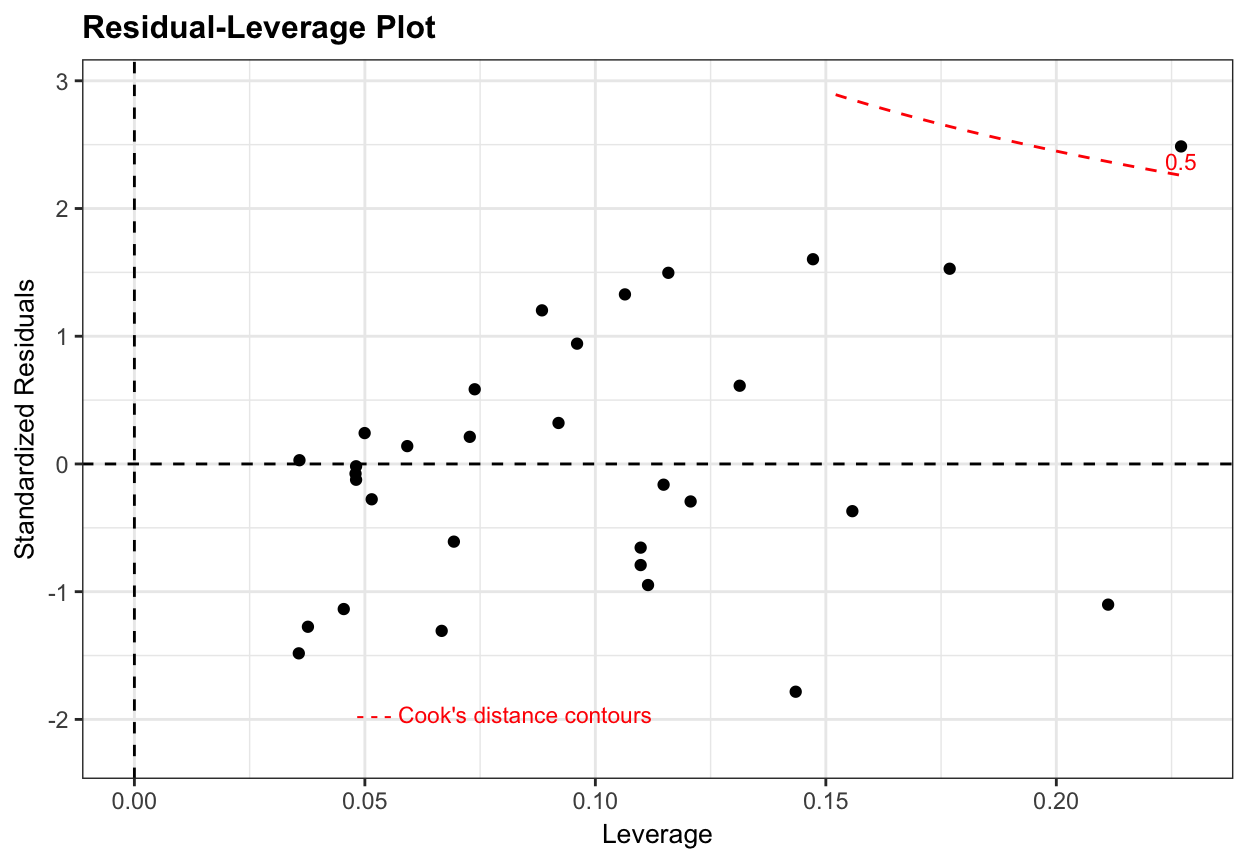 Residual-Leverage Plot
3
2
1
0
-1
-2
Standardized Residuals
0.5
Cook's distance contours
0.00 0.05 0.10 0.15 0.20
Leverage